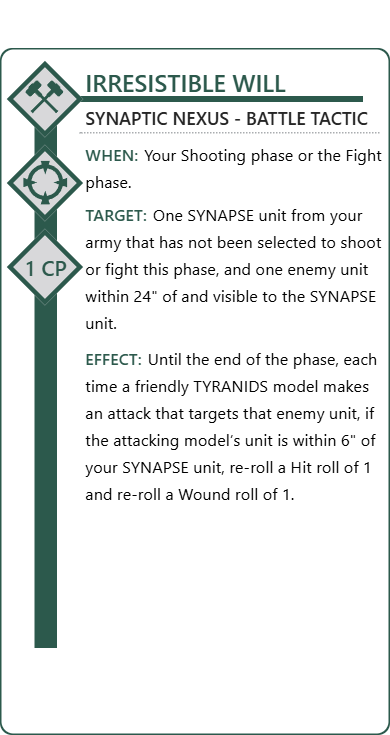 IRRESISTIBLE WILL
SYNAPTIC NEXUS - BATTLE TACTIC
WHEN: Your Shooting phase or the Fight
phase.
TARGET: One SYNAPSE unit from your
army that has not been selected to shoot
or fight this phase, and one enemy unit
within 24" of and visible to the SYNAPSE
unit.
1 CP
EFFECT: Until the end of the phase, each
time a friendly TYRANIDS model makes
an attack that targets that enemy unit, if
the attacking model's unit is within 6" of
your SYNAPSE unit, re-roll a Hit roll of 1
and re-roll a Wound roll of 1.